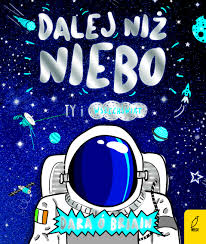 DALEJ NIŻ
NIEBO
TY i
DARA Ó BRIAIN